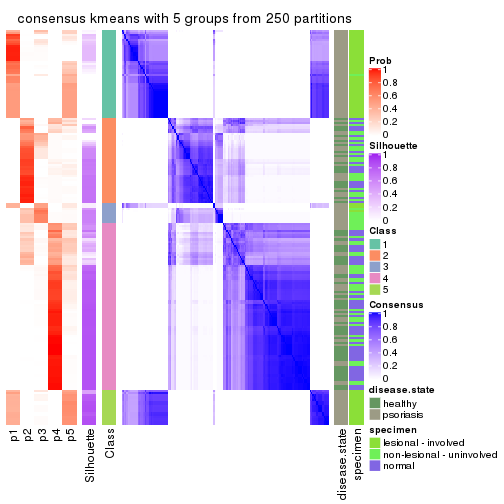 consensus kmeans with 5 groups from 250 partitions
p1
p2
p3
p4
p5
Silhouette
Class
disease.state
specimen
Prob
1
0.8
0.6
0.4
0.2
0
Silhouette
1
0.8
0.6
0.4
0.2
0
Class
1
2
3
4
5
Consensus
1
0.8
0.6
0.4
0.2
0
disease.state
healthy
psoriasis
specimen
lesional - involved
non-lesional - uninvolved
normal